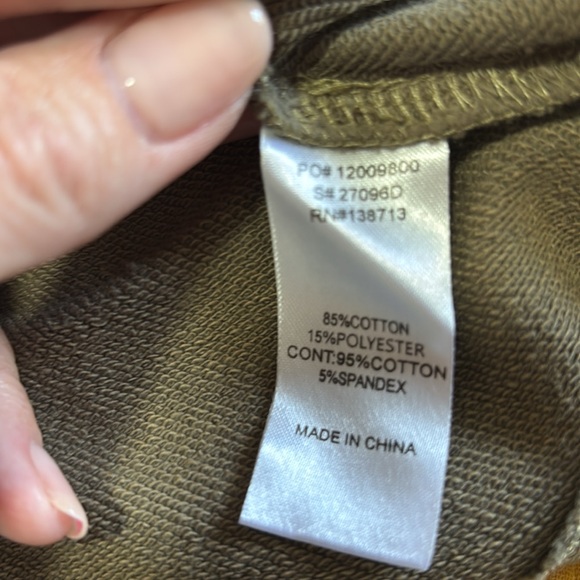 PO# 12009800
S# 27096D
RN#138713
85%COTTON
15%POLYESTER
CONT:95%COTTON
5%SPANDEX
MADE IN CHINA